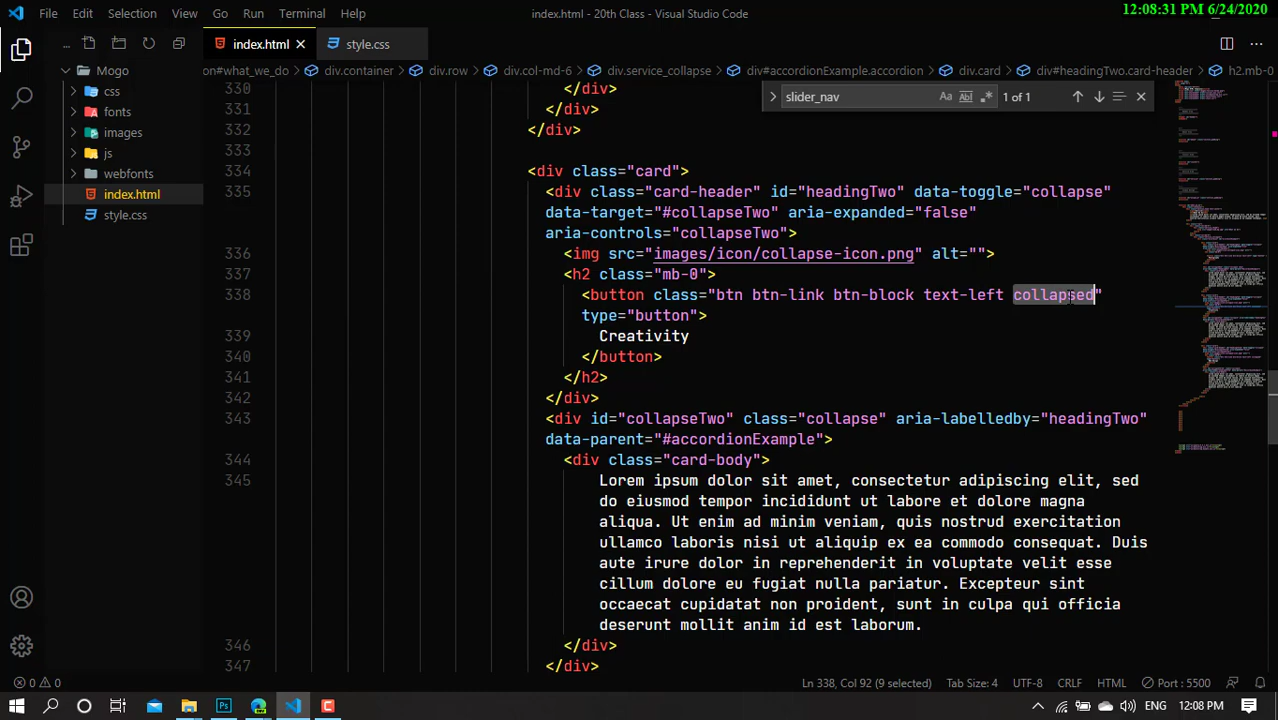 File Edit Selection View Go Run Terminal Help
index.html - 20th Class - Visual Studio Code
12:08:31 PM 6/24/2020
...
index.html
style.css
Mogo
css
fonts
images
js
webfonts
index.html
style.css
on#what_we_do > div.container > div.row > div.col-md-6 > div.service_collapse > div#accordionExample.accordion > div.card > div#headingTwo.card-header > h2.mb-0
slider_nav
Aa Abl .* 1 of 1
330 </div>
331 </div>
332 </div>
333
334 <div class="card">
335 <div class="card-header" id="headingTwo" data-toggle="collapse"
data-target="#collapseTwo" aria-expanded="false"
aria-controls="collapseTwo">
336 <img src="images/icon/collapse-icon.png" alt="">
337 <h2 class="mb-0">
338 <button class="btn btn-link btn-block text-left collapsed"
type="button">
339 Creativity
340 </button>
341 </h2>
342 </div>
343 <div id="collapseTwo" class="collapse" aria-labelledby="headingTwo"
data-parent="#accordionExample">
344 <div class="card-body">
345 Lorem ipsum dolor sit amet, consectetur adipiscing elit, sed
do eiusmod tempor incididunt ut labore et dolore magna
aliqua. Ut enim ad minim veniam, quis nostrud exercitation
ullamco laboris nisi ut aliquip ex ea commodo consequat. Duis
aute irure dolor in reprehenderit in voluptate velit esse
cillum dolore eu fugiat nulla pariatur. Excepteur sint
occaecat cupidatat non proident, sunt in culpa qui officia
deserunt mollit anim id est laborum.
346 </div>
347 </div>
0 0
Ln 338, Col 92 (9 selected) Tab Size: 4 UTF-8 CRLF HTML Port : 5500
Ps
C
ENG 12:08 PM